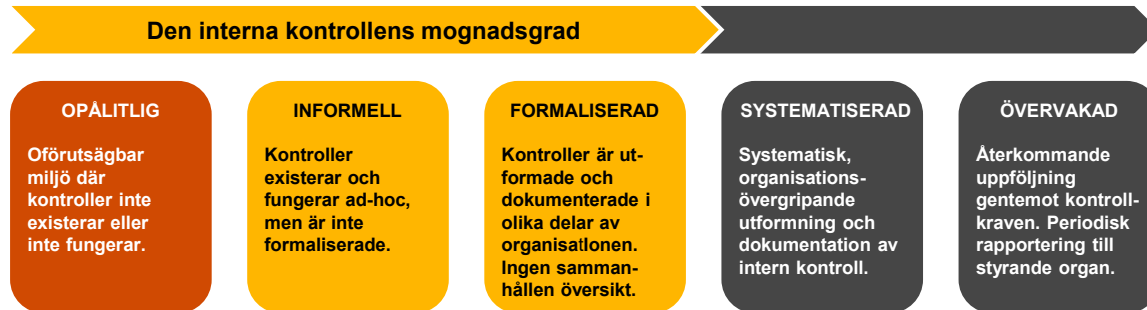 Den interna kontrollens mognadsgrad
OPÅLITLIG
Oförutsägbar
miljö där
kontroller inte
existerar eller
inte fungerar.
INFORMELL
Kontroller
existerar och
fungerar ad-hoc,
men är inte
formaliserade.
FORMALISERAD
Kontroller är ut-
formade och
dokumenterade i
olika delar av
organisationen.
Ingen samman-
hållen översikt.
SYSTEMATISERAD
Systematisk,
organisations-
övergripande
utformning och
dokumentation av
intern kontroll.
ÖVERVAKAD
Återkommande
uppföljning
gentemot kontroll-
kraven. Periodisk
rapportering till
styrande organ.